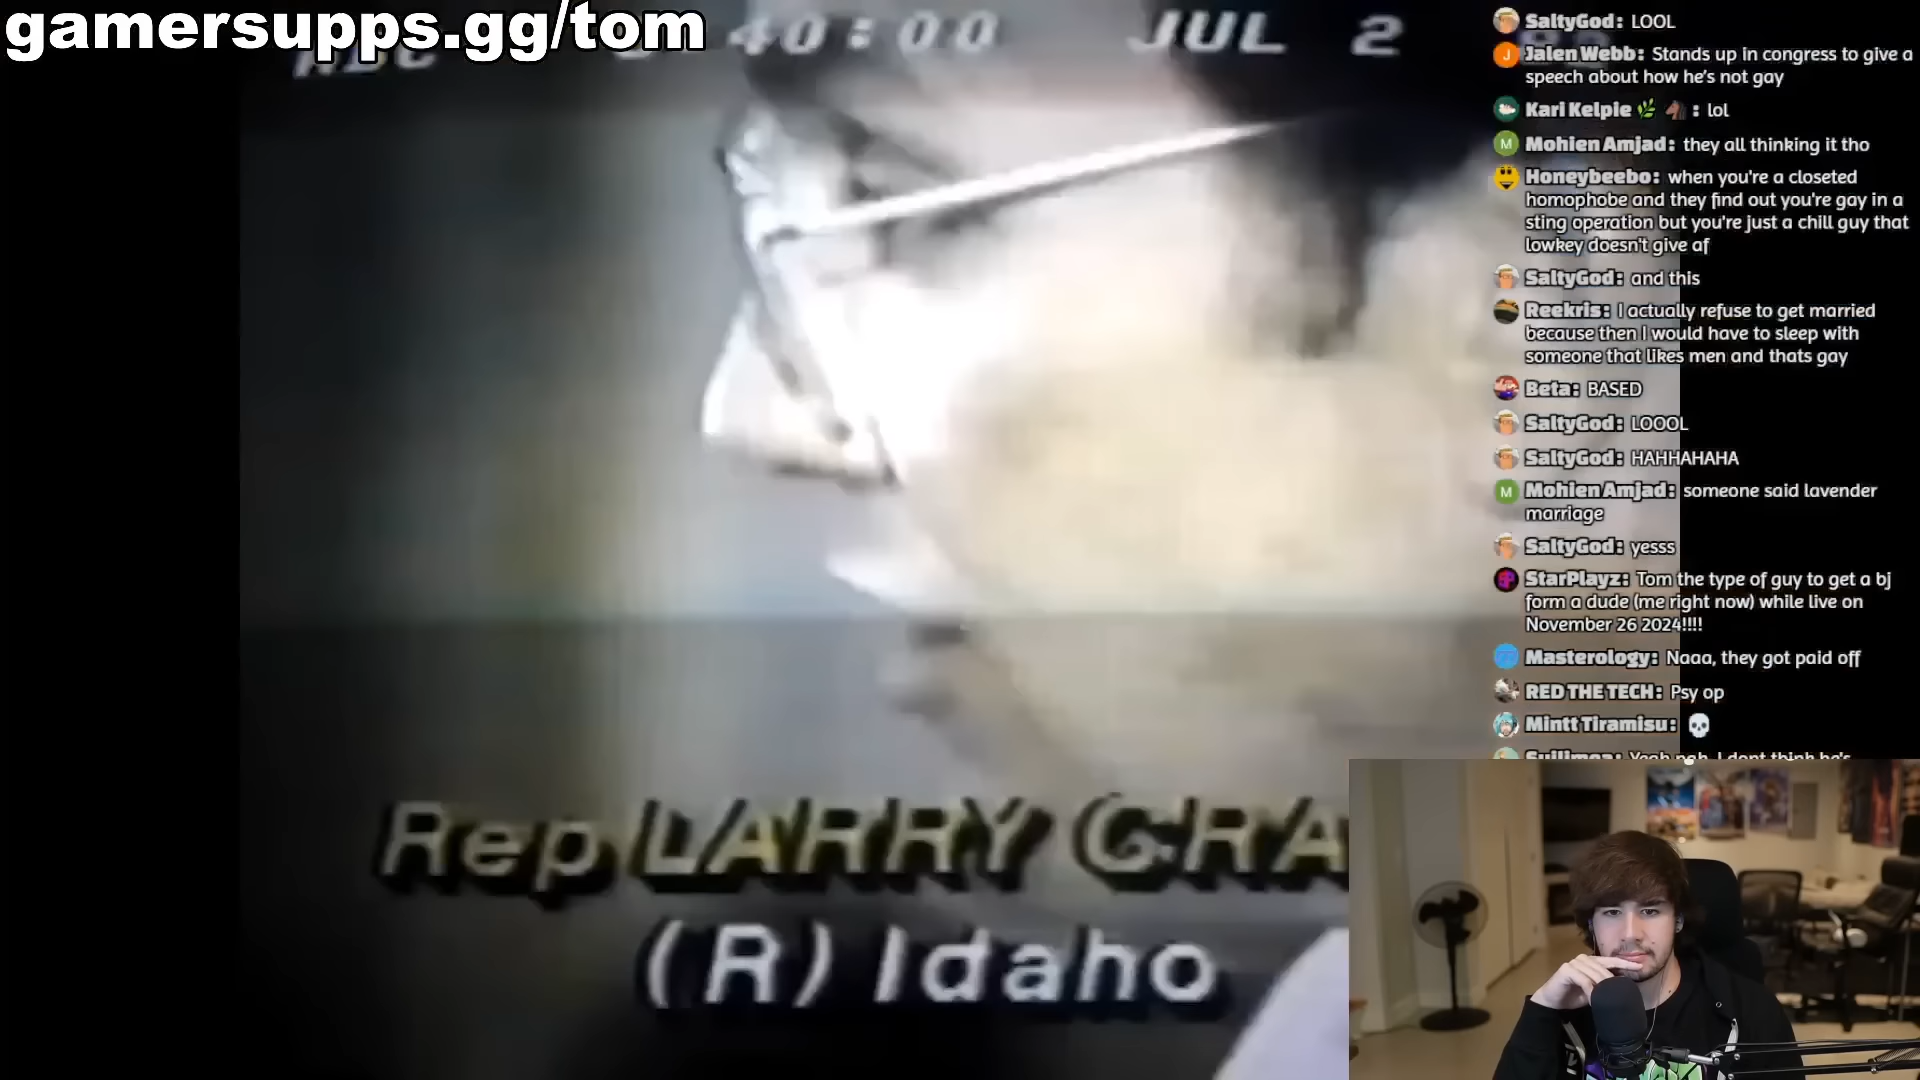 gamersupps.gg/tom
40:00 JUL 2
Rep LARRY CRA
(R) Idaho
SaltyGod: LOOL
Jalen Webb: Stands up in congress to give a
speech about how he's not gay
Kari Kelpie 🌿 🐴 : lol
Mohien Amjad: they all thinking it tho
Honeybeebo: when you're a closeted
homophobe and they find out you're gay in a
sting operation but you're just a chill guy that
lowkey doesn't give af
SaltyGod: and this
Reekris: I actually refuse to get married
because then I would have to sleep with
someone that likes men and thats gay
Beta: BASED
SaltyGod: LOOOL
SaltyGod: HAHHAHAHA
Mohien Amjad: someone said lavender
marriage
SaltyGod: yesss
StarPlayz: Tom the type of guy to get a bj
form a dude (me right now) while live on
November 26 2024!!!!
Masterology: Naaa, they got paid off
RED THE TECH: Psy op
Mintt Tiramisu: 💀